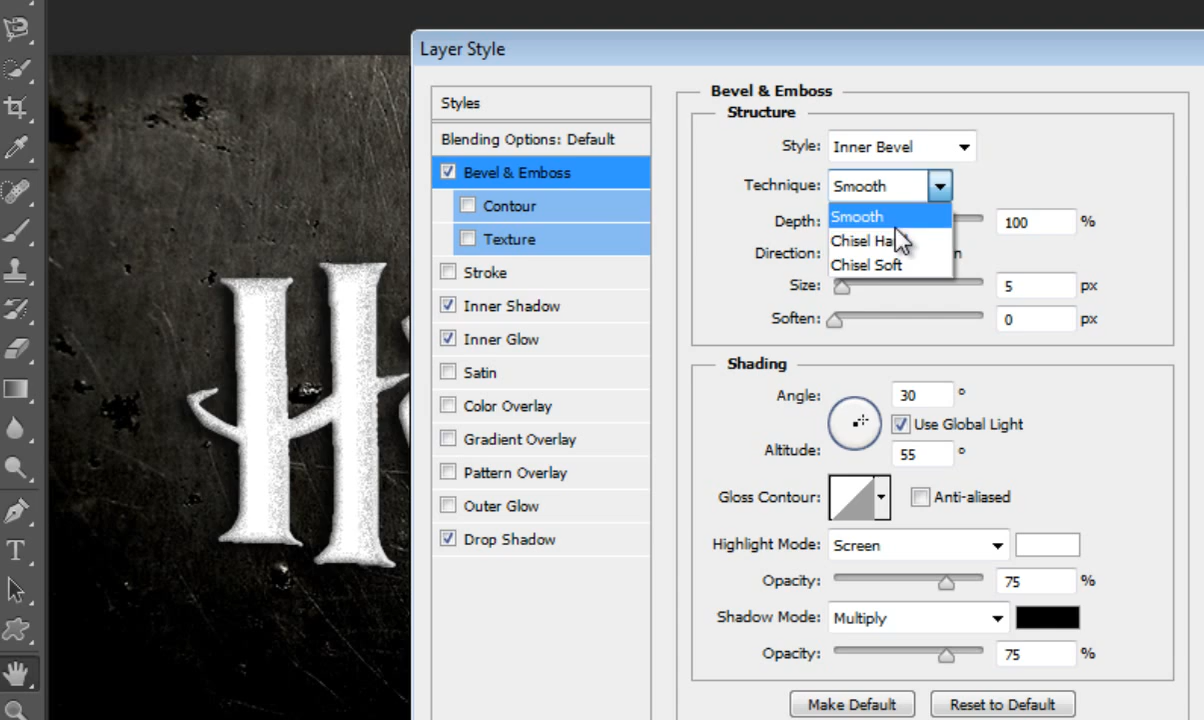 Layer Style
Styles
Blending Options: Default
Bevel & Emboss
Contour
Texture
Stroke
Inner Shadow
Inner Glow
Satin
Color Overlay
Gradient Overlay
Pattern Overlay
Outer Glow
Drop Shadow
Bevel & Emboss
Structure
Style: Inner Bevel
Technique: Smooth
Smooth
Chisel Ha
Chisel Soft
Depth: 100 %
Direction: n
Size: 5 px
Soften: 0 px
Shading
Angle: 30 °
Use Global Light
Altitude: 55 °
Gloss Contour: Anti-aliased
Highlight Mode: Screen
Opacity: 75 %
Shadow Mode: Multiply
Opacity: 75 %
Make Default Reset to Default
H
T